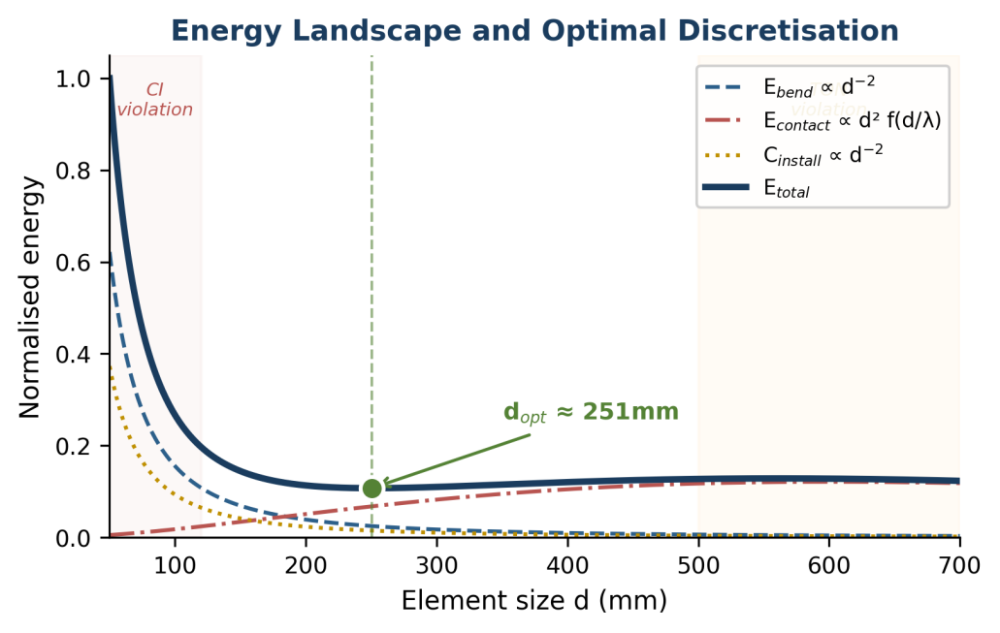 Energy Landscape and Optimal Discretisation
1.0
0.8
0.6
0.4
0.2
0.0
Normalised energy
CI
violation
violation
E_bend ∝ d⁻²
E_contact ∝ d² f(d/λ)
C_install ∝ d⁻²
E_total
d_opt ≈ 251mm
100
200
300
400
500
600
700
Element size d (mm)